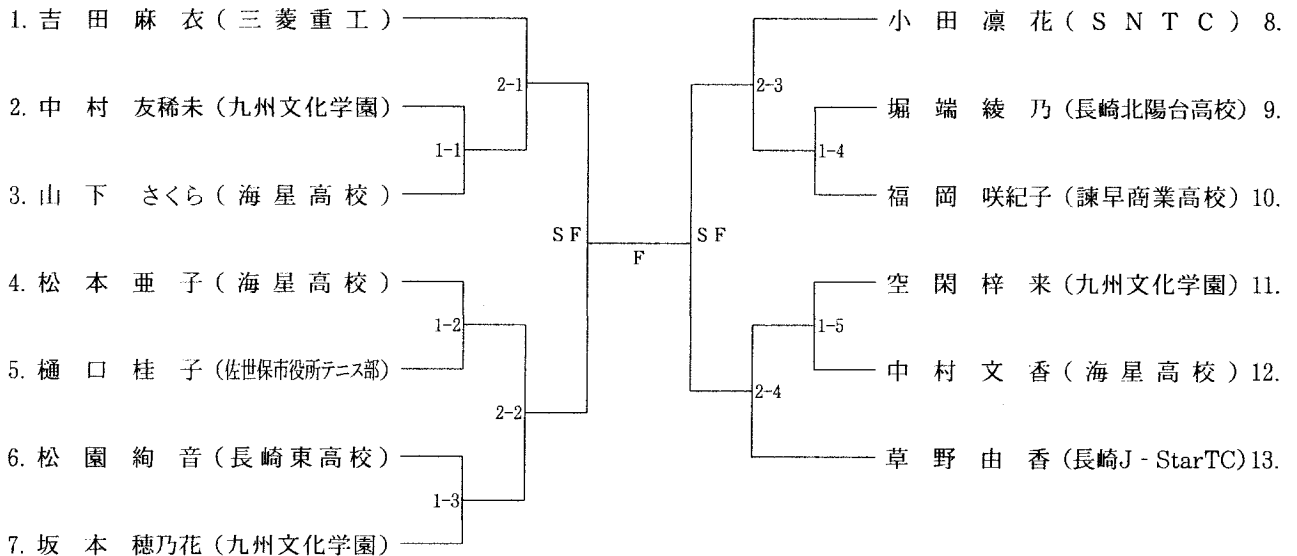 1. 吉田麻衣(三菱重工)
2-1
2. 中村友稀未(九州文化学園)
1-1
3. 山下さくら(海星高校)
SF
4. 松本亜子(海星高校)
1-2
5. 樋口桂子(佐世保市役所テニス部)
2-2
6. 松園絢音(長崎東高校)
1-3
7. 坂本穂乃花(九州文化学園)
F
小田凛花(SNTC) 8.
2-3
堀端綾乃(長崎北陽台高校) 9.
1-4
福岡咲紀子(諫早商業高校) 10.
SF
空閑梓来(九州文化学園) 11.
1-5
中村文香(海星高校) 12.
2-4
草野由香(長崎J-StarTC) 13.